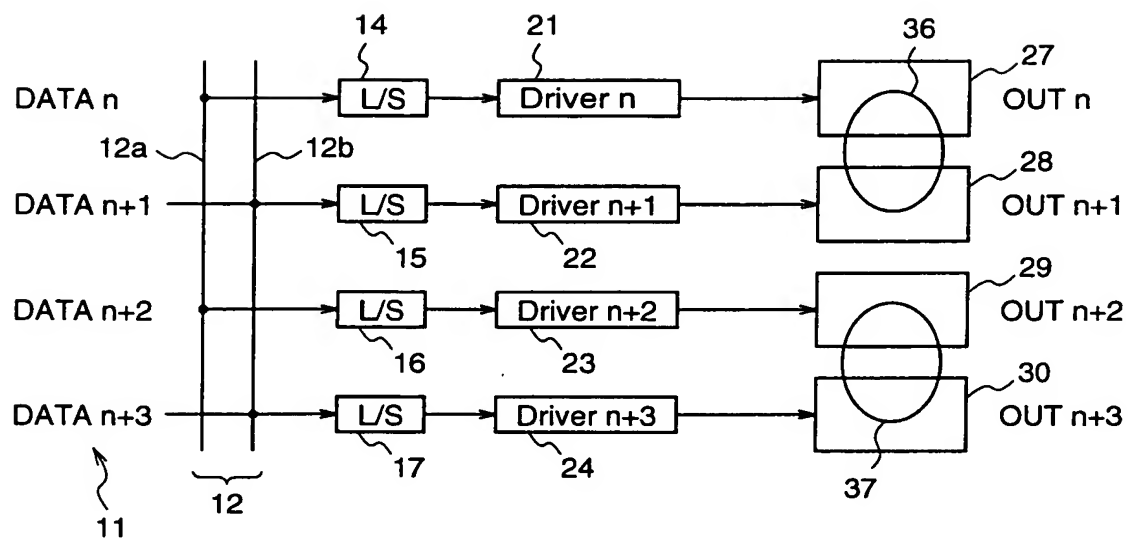 14 21 36 27
DATA n L/S Driver n OUT n
12a 12b 28
DATA n+1 L/S Driver n+1 OUT n+1
15 22 29
DATA n+2 L/S Driver n+2 OUT n+2
16 23 30
DATA n+3 L/S Driver n+3 OUT n+3
17 24 37
12
11